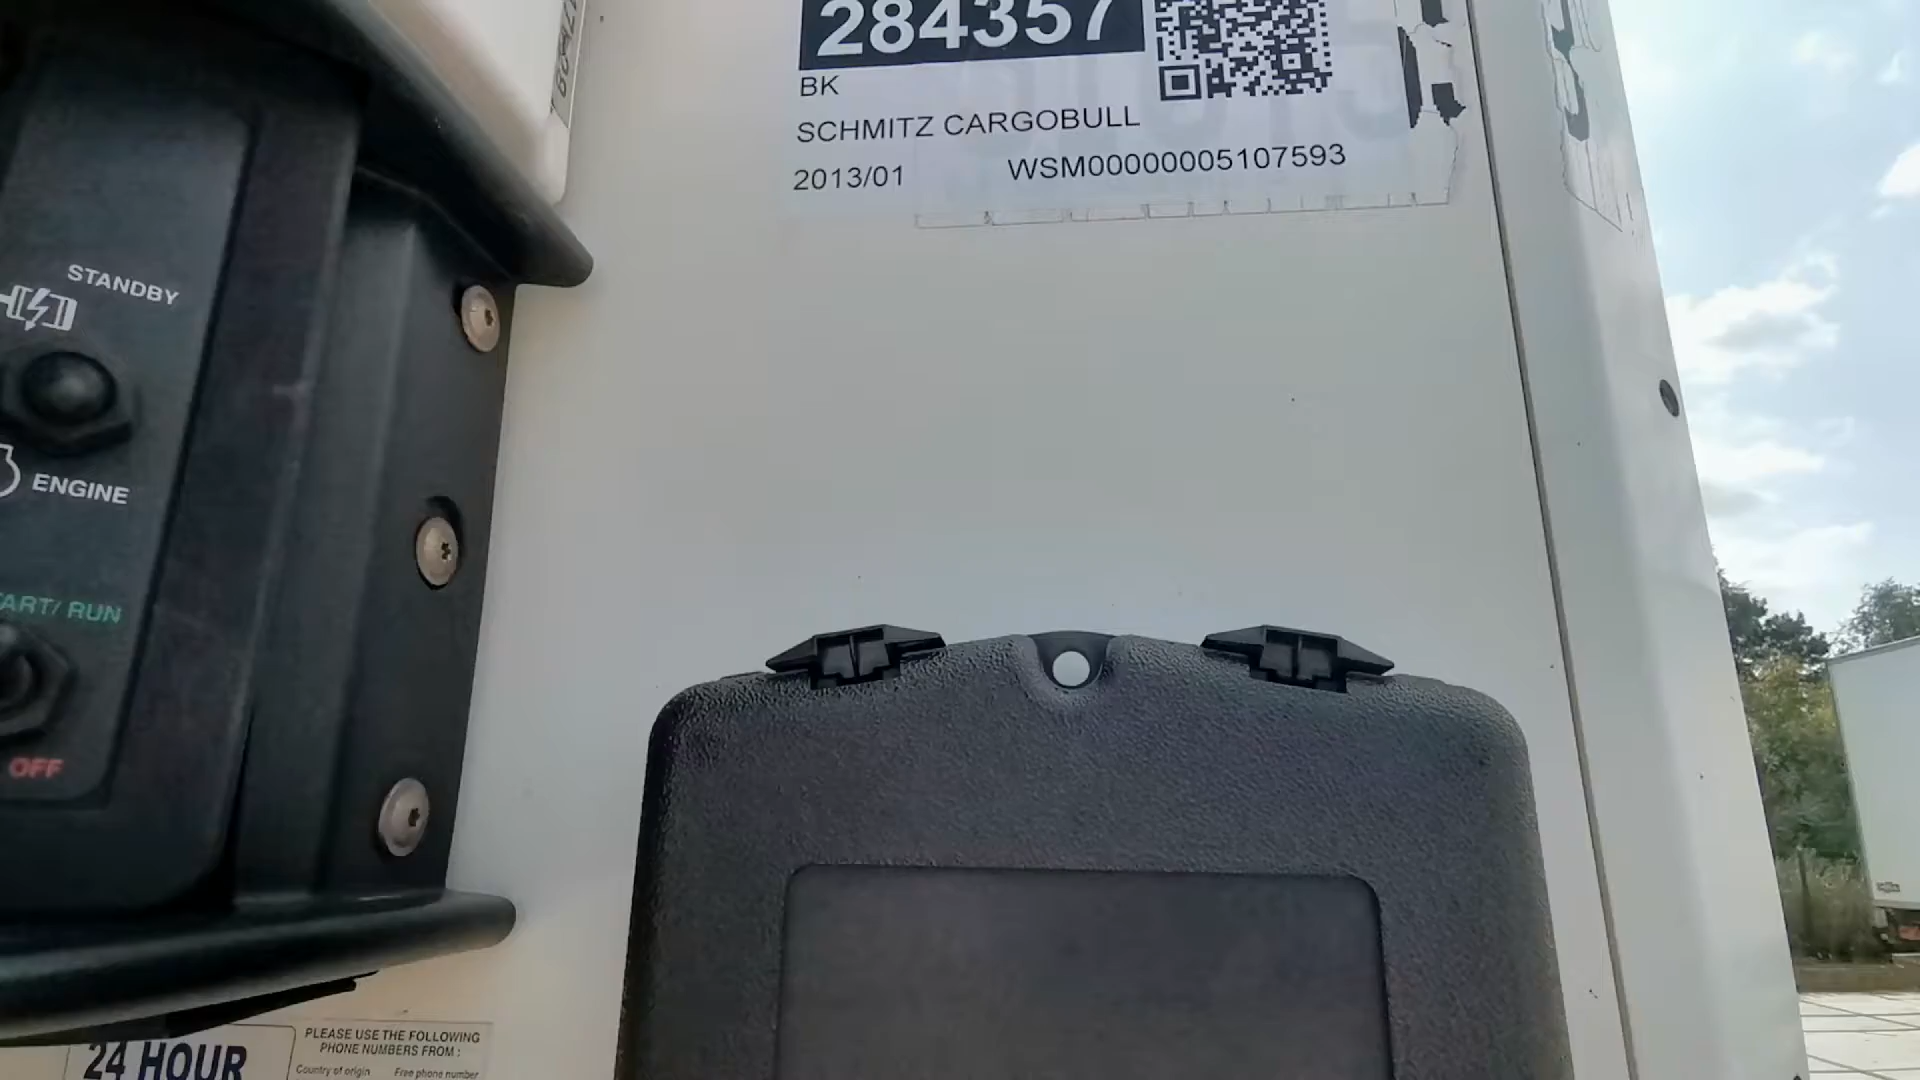 284357
BK
SCHMITZ CARGOBULL
2013/01 WSM00000005107593
STANDBY
ENGINE
ART/ RUN
OFF
24 HOUR
PLEASE USE THE FOLLOWING
PHONE NUMBERS FROM :
Country of origin Free phone number